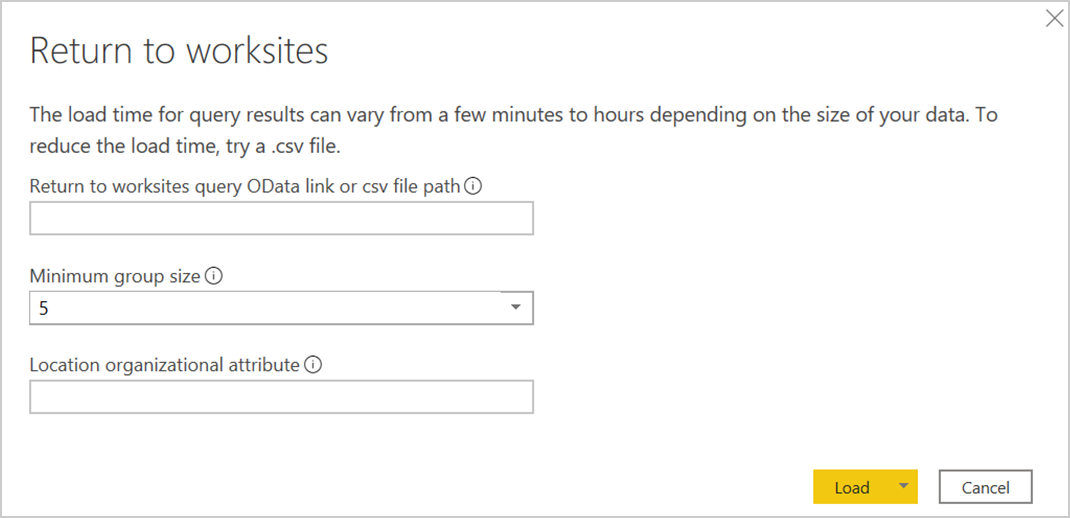 Return to worksites
The load time for query results can vary from a few minutes to hours depending on the size of your data. To
reduce the load time, try a .csv file.
Return to worksites query OData link or csv file path
Minimum group size
5
Location organizational attribute
Load
Cancel